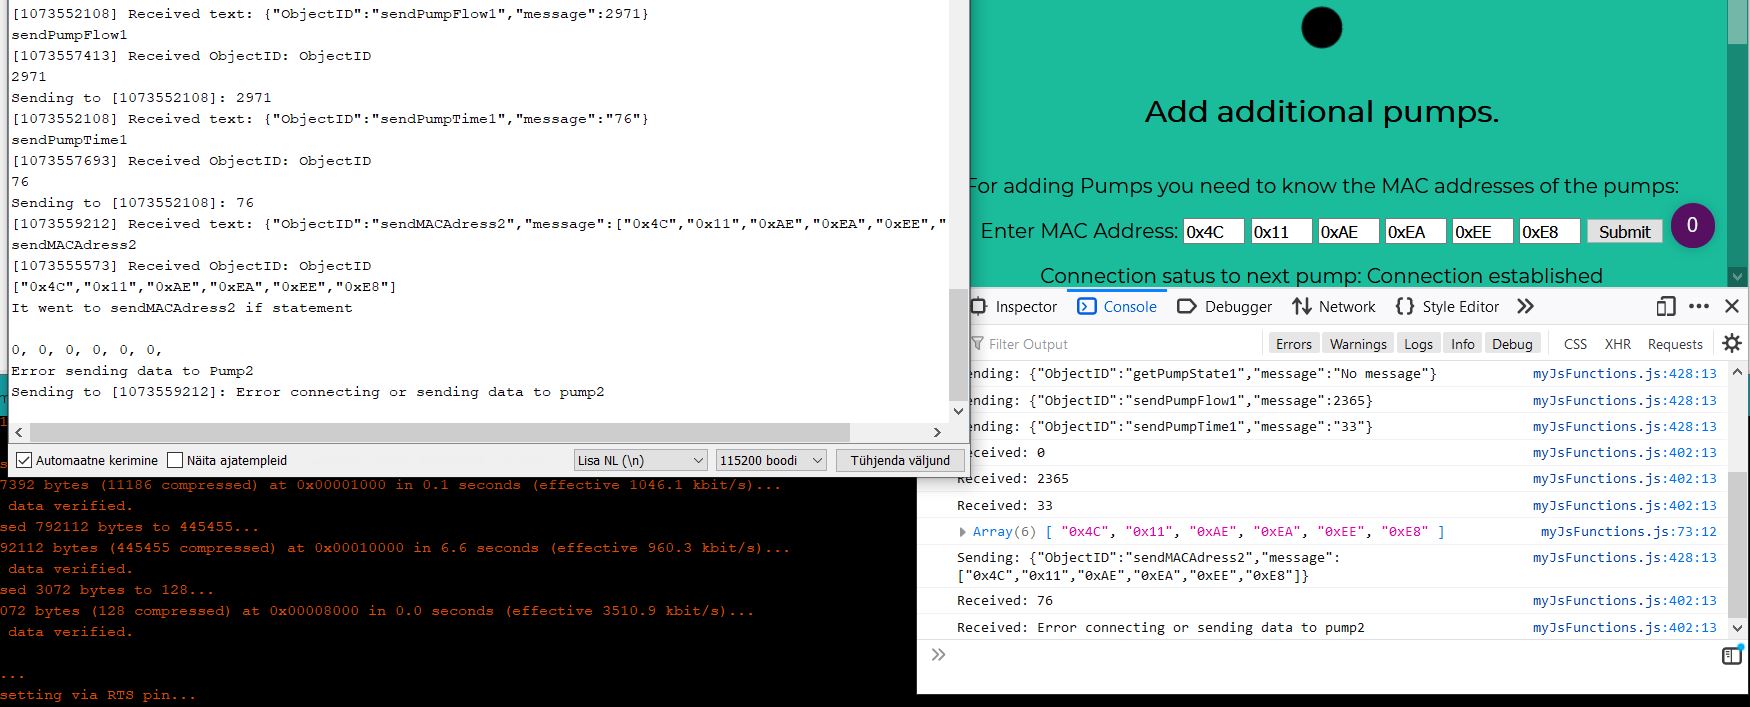 [1073552108] Received text: {"ObjectID":"sendPumpFlow1","message":2971}
sendPumpFlow1
[1073557413] Received ObjectID: ObjectID
2971
Sending to [1073552108]: 2971
[1073552108] Received text: {"ObjectID":"sendPumpTime1","message":"76"}
sendPumpTime1
[1073557693] Received ObjectID: ObjectID
76
Sending to [1073552108]: 76
[1073559212] Received text: {"ObjectID":"sendMACAdress2","message":["0x4C","0x11","0xAE","0xEA","0xEE","
sendMACAdress2
[1073555573] Received ObjectID: ObjectID
["0x4C","0x11","0xAE","0xEA","0xEE","0xE8"]
It went to sendMACAdress2 if statement
0, 0, 0, 0, 0, 0,
Error sending data to Pump2
Sending to [1073559212]: Error connecting or sending data to pump2
Automaatne kerimine Näita ajatempleid Lisa NL (\n) 115200 boodi Tühjenda väljund
7392 bytes (11186 compressed) at 0x00001000 in 0.1 seconds (effective 1046.1 kbit/s)...
data verified.
sed 792112 bytes to 445455...
92112 bytes (445455 compressed) at 0x00010000 in 6.6 seconds (effective 960.3 kbit/s)...
data verified.
sed 3072 bytes to 128...
072 bytes (128 compressed) at 0x00008000 in 0.0 seconds (effective 3510.9 kbit/s)...
data verified.
...
setting via RTS pin...
Add additional pumps.
For adding Pumps you need to know the MAC addresses of the pumps:
Enter MAC Address: 0x4C 0x11 0xAE 0xEA 0xEE 0xE8 Submit 0
Connection satus to next pump: Connection established
Inspector Console Debugger Network Style Editor
Filter Output Errors Warnings Logs Info Debug CSS XHR Requests
ending: {"ObjectID":"getPumpState1","message":"No message"} myJsFunctions.js:428:13
ending: {"ObjectID":"sendPumpFlow1","message":2365} myJsFunctions.js:428:13
ending: {"ObjectID":"sendPumpTime1","message":"33"} myJsFunctions.js:428:13
eceived: 0 myJsFunctions.js:402:13
eceived: 2365 myJsFunctions.js:402:13
eceived: 33 myJsFunctions.js:402:13
Array(6) [ "0x4C", "0x11", "0xAE", "0xEA", "0xEE", "0xE8" ] myJsFunctions.js:73:12
Sending: {"ObjectID":"sendMACAdress2","message": myJsFunctions.js:428:13
["0x4C","0x11","0xAE","0xEA","0xEE","0xE8"]}
Received: 76 myJsFunctions.js:402:13
Received: Error connecting or sending data to pump2 myJsFunctions.js:402:13